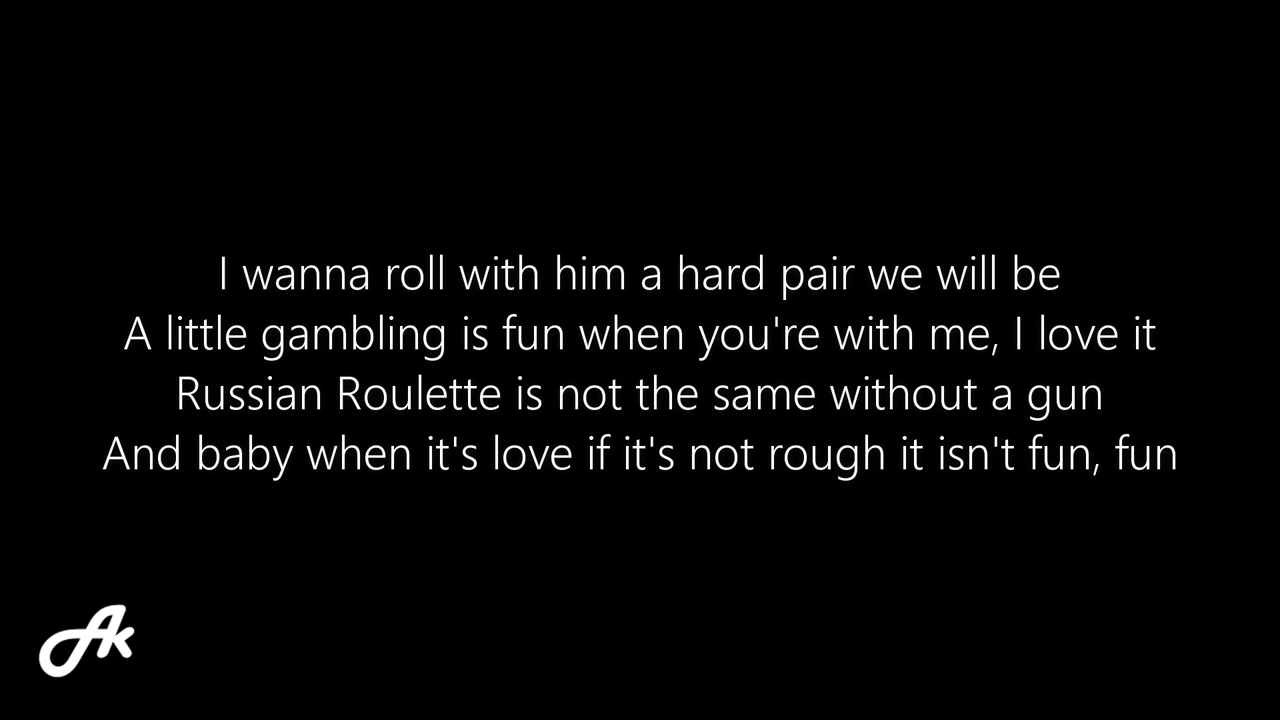 I wanna roll with him a hard pair we will be
A little gambling is fun when you're with me, I love it
Russian Roulette is not the same without a gun
And baby when it's love if it's not rough it isn't fun, fun
Ak